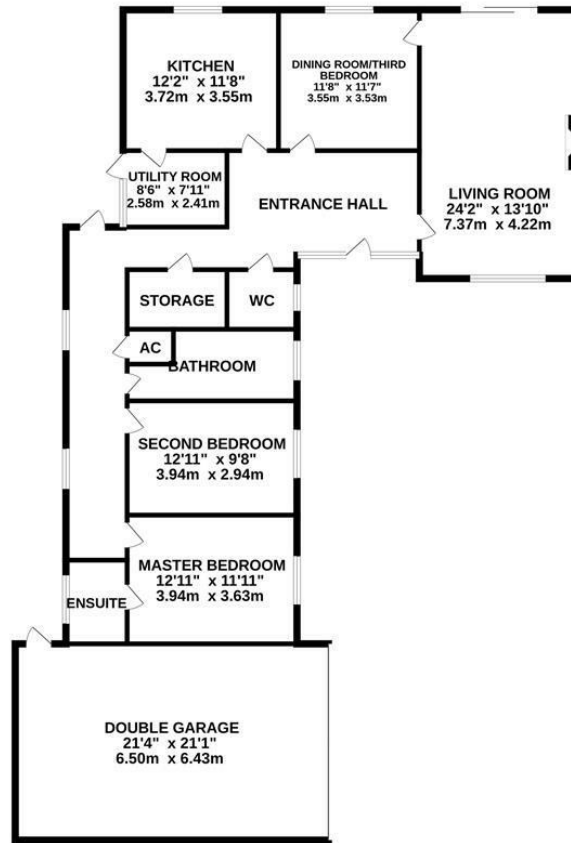 KITCHEN
12'2" x 11'8"
3.72m x 3.55m
DINING ROOM/THIRD
BEDROOM
11'8" x 11'7"
3.55m x 3.53m
UTILITY ROOM
8'6" x 7'11"
2.58m x 2.41m
ENTRANCE HALL
LIVING ROOM
24'2" x 13'10"
7.37m x 4.22m
STORAGE
WC
AC
BATHROOM
SECOND BEDROOM
12'11" x 9'8"
3.94m x 2.94m
MASTER BEDROOM
12'11" x 11'11"
3.94m x 3.63m
ENSUITE
DOUBLE GARAGE
21'4" x 21'1"
6.50m x 6.43m